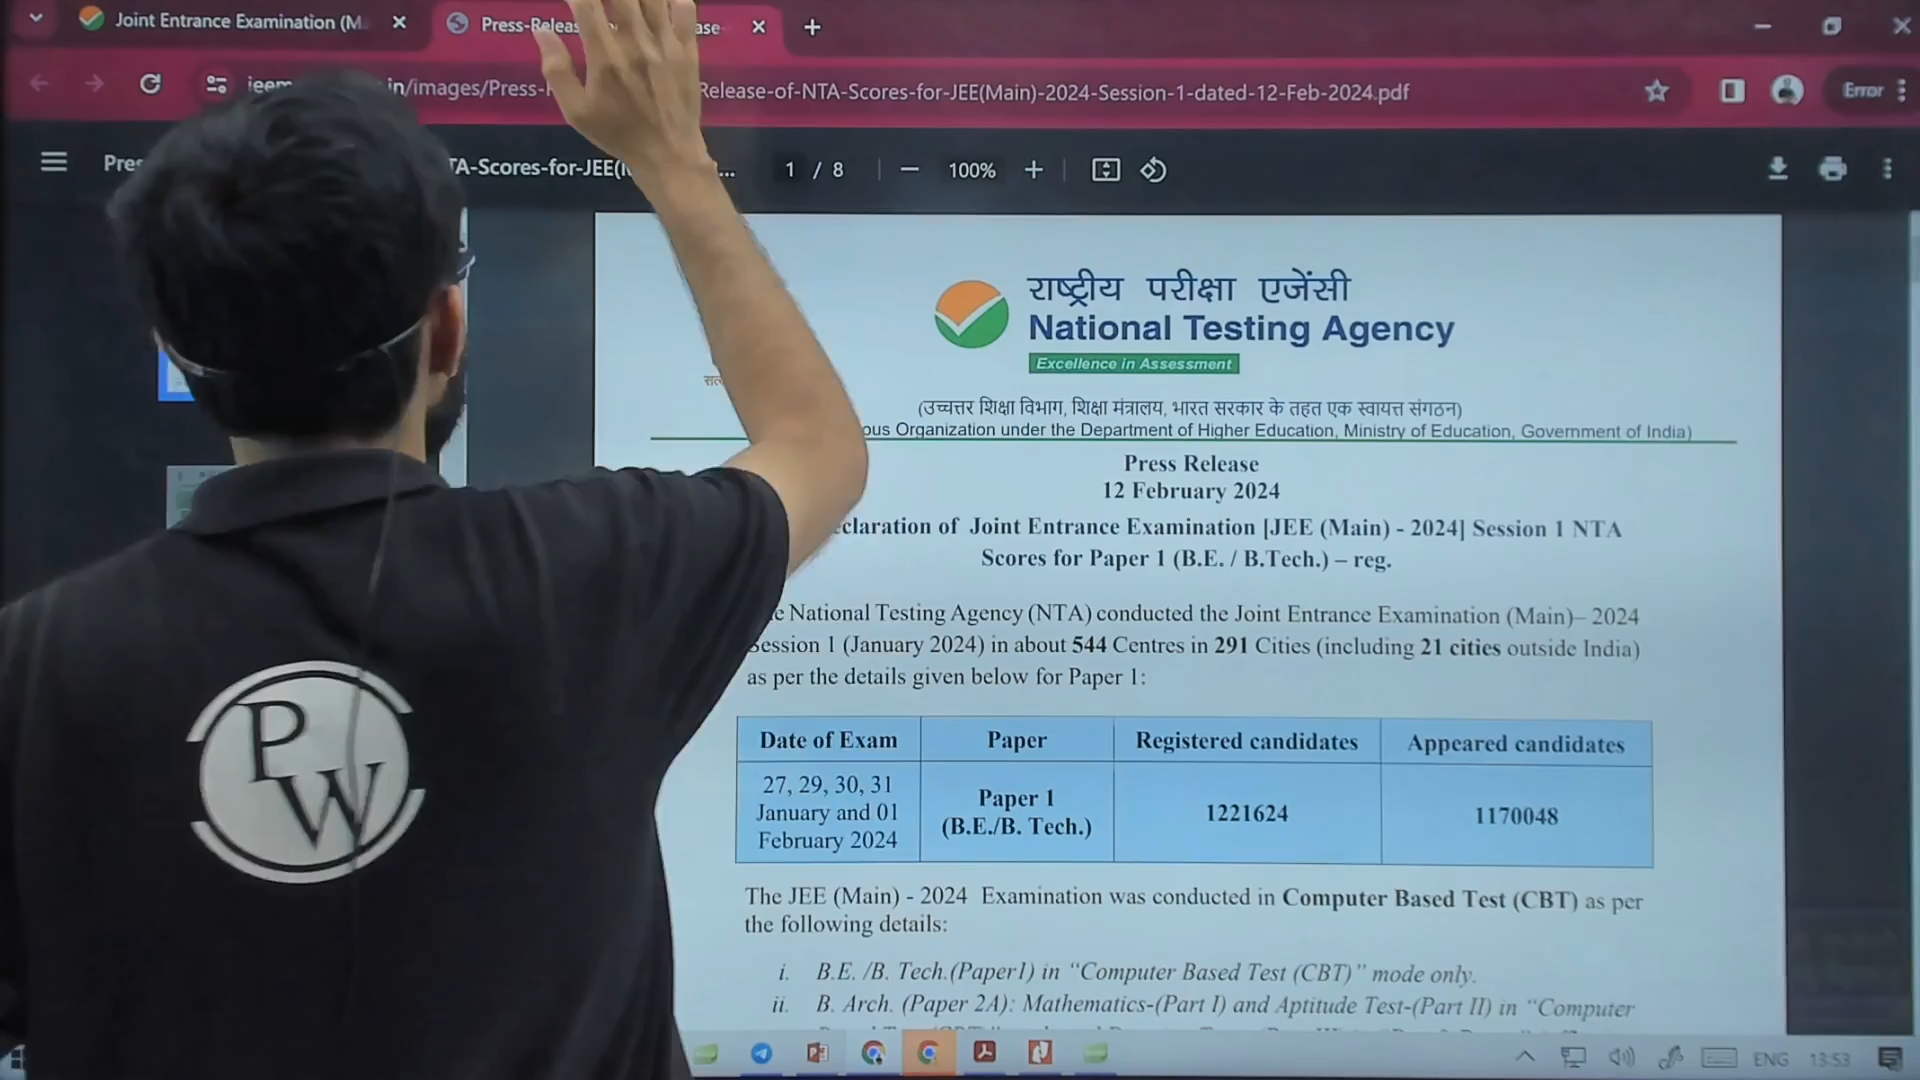 Joint Entrance Examination (M
Press-Releas
ase
in/images/Press-
Release-of-NTA-Scores-for-JEE(Main)-2024-Session-1-dated-12-Feb-2024.pdf
Error
Pre
TA-Scores-for-JEE(
...
1 / 8
100%
राष्ट्रीय परीक्षा एजेंसी
National Testing Agency
Excellence in Assessment
(उच्चत्तर शिक्षा विभाग, शिक्षा मंत्रालय, भारत सरकार के तहत एक स्वायत्त संगठन)
ous Organization under the Department of Higher Education, Ministry of Education, Government of India)
Press Release
12 February 2024
claration of Joint Entrance Examination [JEE (Main) - 2024] Session 1 NTA
Scores for Paper 1 (B.E. / B.Tech.) – reg.
e National Testing Agency (NTA) conducted the Joint Entrance Examination (Main)– 2024
Session 1 (January 2024) in about 544 Centres in 291 Cities (including 21 cities outside India)
as per the details given below for Paper 1:
Date of Exam Paper Registered candidates Appeared candidates
27, 29, 30, 31
January and 01
February 2024
Paper 1
(B.E./B. Tech.)
1221624
1170048
The JEE (Main) - 2024 Examination was conducted in Computer Based Test (CBT) as per
the following details:
i. B.E. /B. Tech.(Paper1) in “Computer Based Test (CBT)” mode only.
ii. B. Arch. (Paper 2A): Mathematics-(Part I) and Aptitude Test-(Part II) in “Computer
ENG 13:53
PW